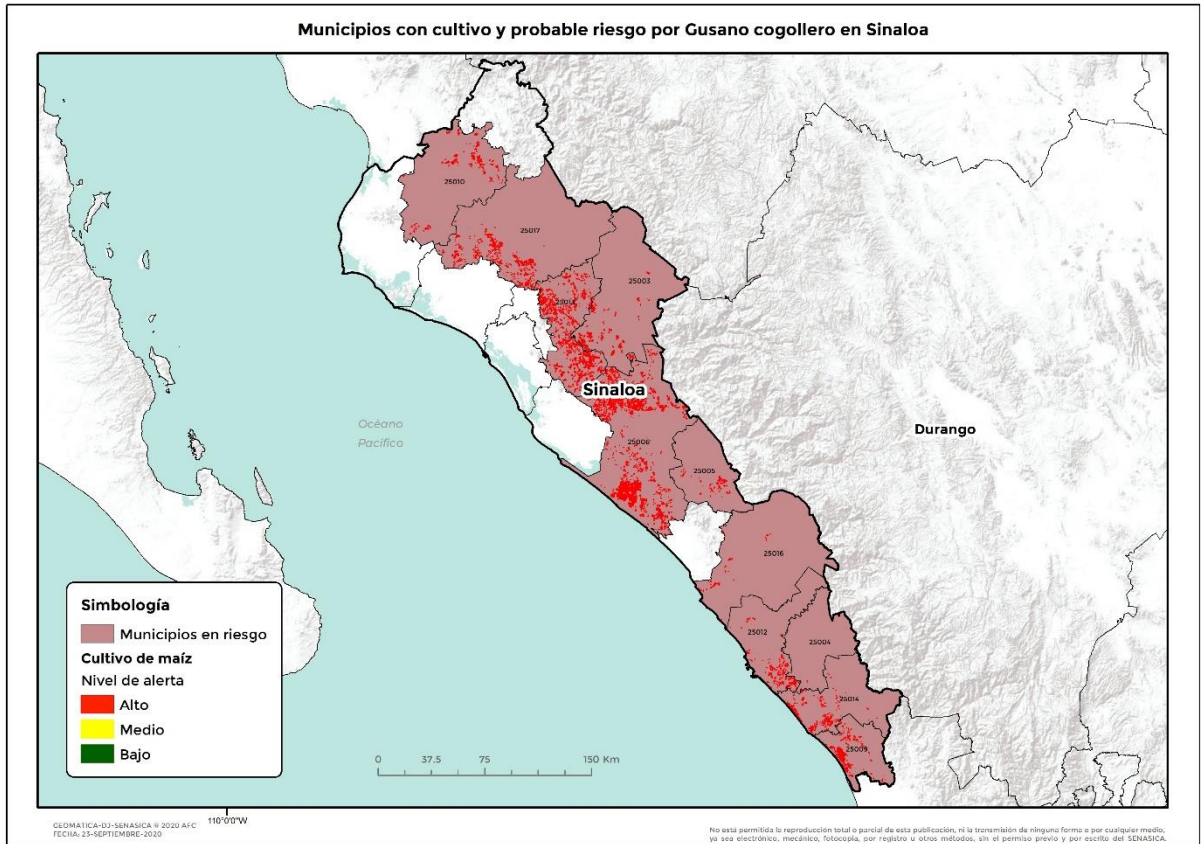 Municipios con cultivo y probable riesgo por Gusano cogollero en Sinaloa
25010
25017
25003
Sinaloa
Océano
Pacífico
Durango
25006
25005
25016
25012
25004
25014
25009
Simbología
Municipios en riesgo
Cultivo de maíz
Nivel de alerta
Alto
Medio
Bajo
0 37.5 75 150 Km
110°0'0"W
GEOMATICA-DJ-SENASICA © 2020 AFC
FECHA: 23-SEPTIEMBRE-2020
No está permitida la reproducción total o parcial de esta publicación, ni la transmisión de ninguna forma o por cualquier medio,
ya sea electrónico, mecánico, fotocopia, por registro u otros métodos, sin el permiso previo y por escrito del SENASICA.